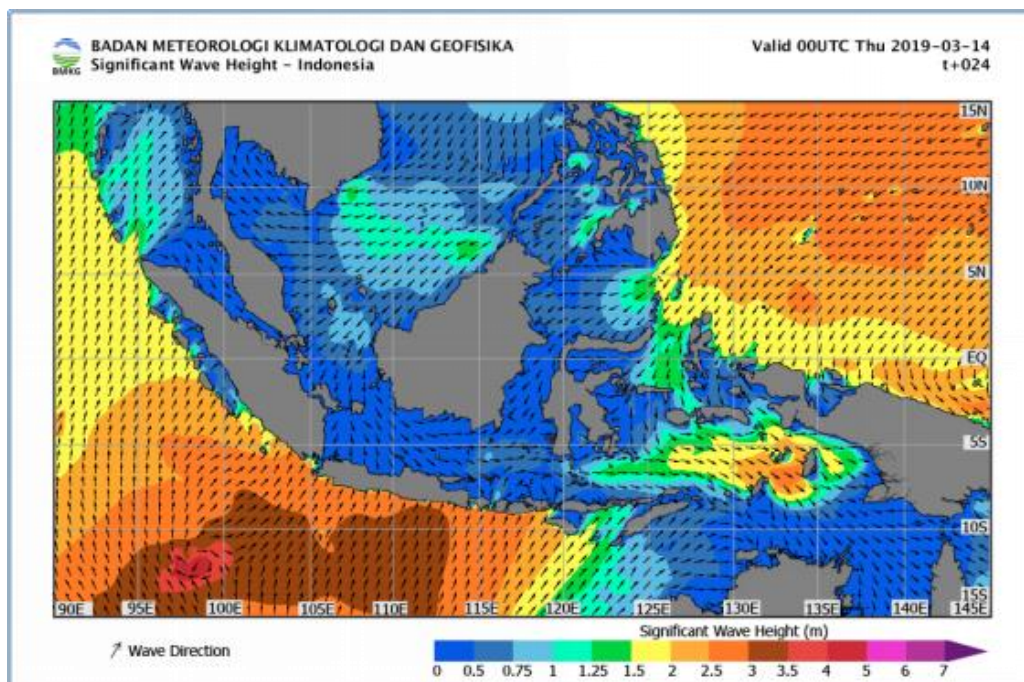 BADAN METEOROLOGI KLIMATOLOGI DAN GEOFISIKA
Significant Wave Height - Indonesia
BMKG
Valid 00UTC Thu 2019-03-14
t+024
15N
10N
5N
EQ
5S
10S
15S
90E 95E 100E 105E 110E 115E 120E 125E 130E 135E 140E 145E
Wave Direction
Significant Wave Height (m)
0 0.5 0.75 1 1.25 1.5 2 2.5 3 3.5 4 5 6 7